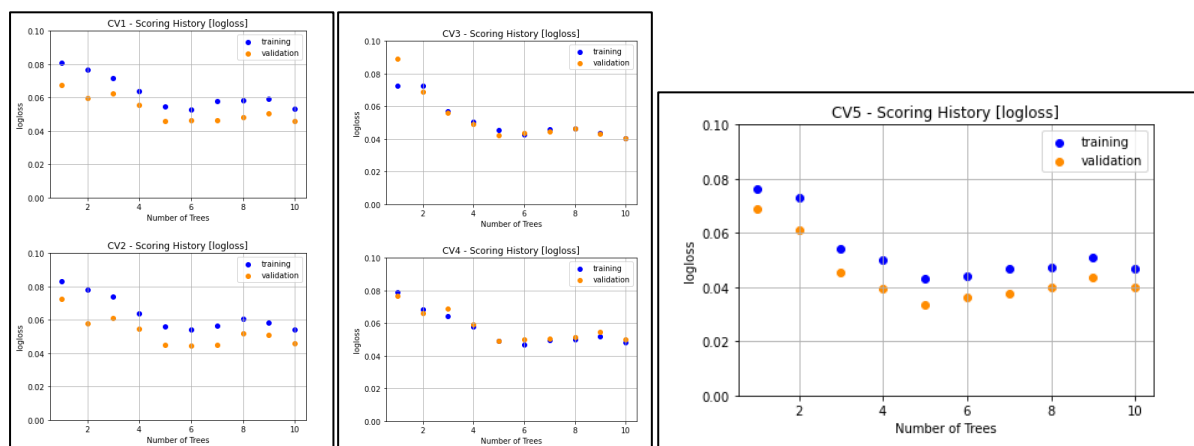 CV1 - Scoring History [logloss]
0.10
0.08
0.06
0.04
0.02
0.00
logloss
training
validation
2 4 6 8 10
Number of Trees
CV2 - Scoring History [logloss]
0.10
0.08
0.06
0.04
0.02
0.00
logloss
training
validation
2 4 6 8 10
Number of Trees
CV3 - Scoring History [logloss]
0.10
0.08
0.06
0.04
0.02
0.00
logloss
training
validation
2 4 6 8 10
Number of Trees
CV4 - Scoring History [logloss]
0.10
0.08
0.06
0.04
0.02
0.00
logloss
training
validation
2 4 6 8 10
Number of Trees
CV5 - Scoring History [logloss]
0.10
0.08
0.06
0.04
0.02
0.00
logloss
training
validation
2 4 6 8 10
Number of Trees